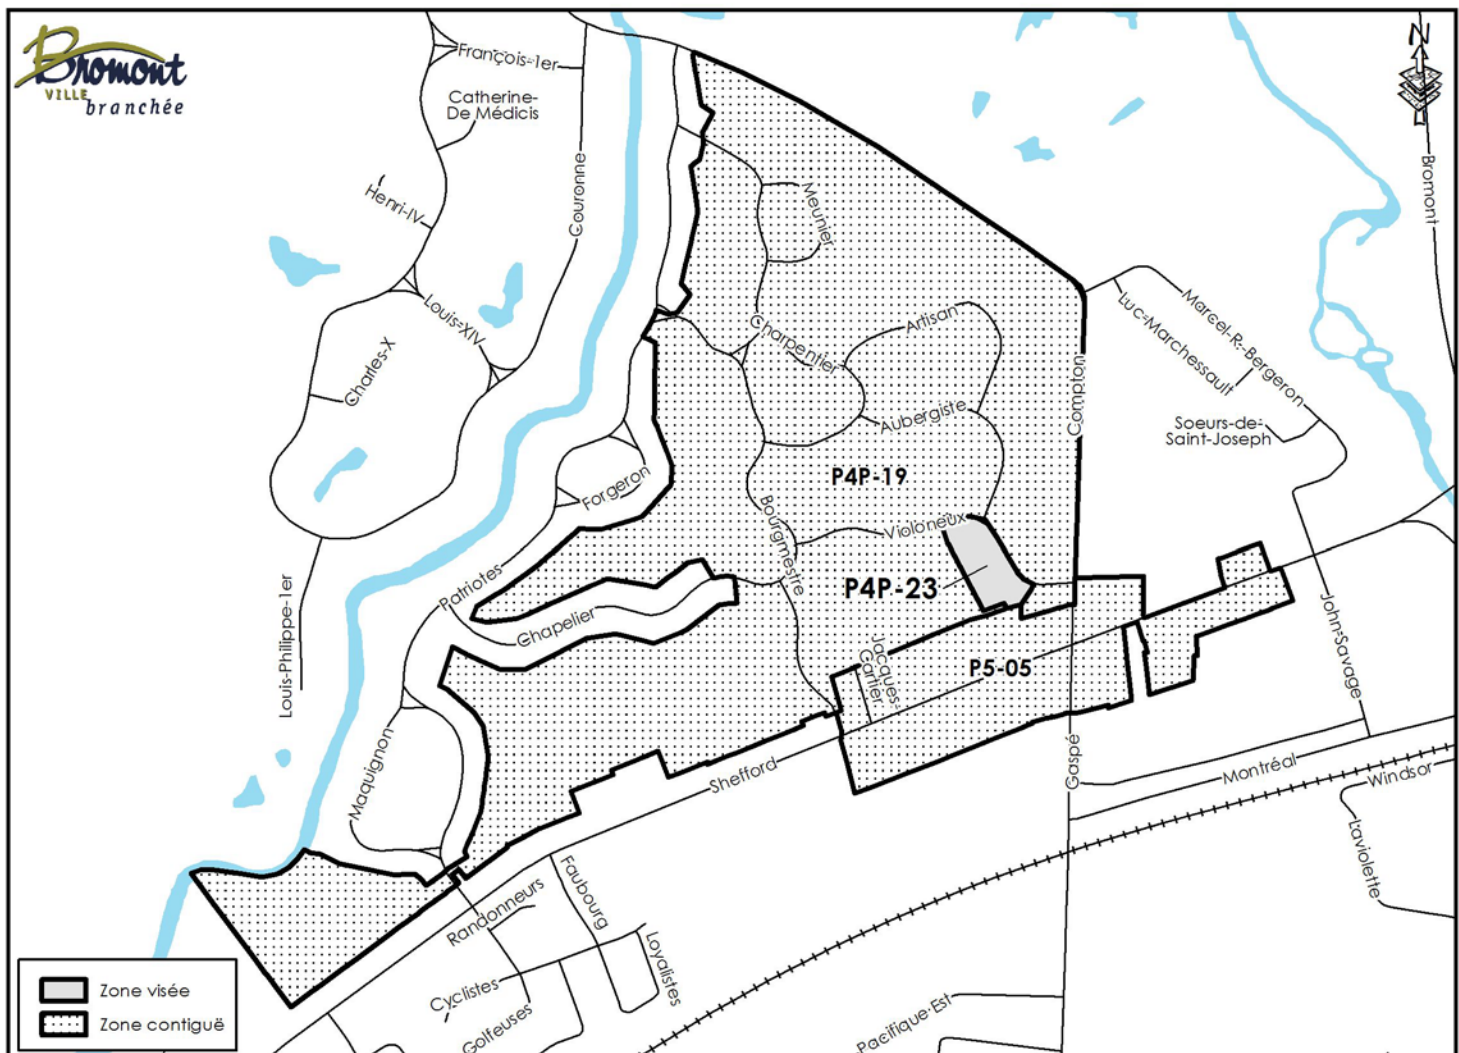 Bromont
VILLE
branchée
N
François-1er
Catherine-
De Médicis
Couronne
Henri-IV
Bromont
Meunier
Louis-XIV
Charles-X
Charpentier
Artisan
Marcel-R.-Bergeron
Luc-Marchessault
Compton
Aubergiste
Soeurs-de-
Saint-Joseph
P4P-19
Forgeron
Bourgmestre
Violoneux
Patriotes
P4P-23
Chapelier
Louis-Philippe-1er
Jacques-
Cartier
P5-05
John-Savage
Maquignon
Shefford
Gaspé
Montréal
Windsor
Laviolette
Faubourg
Randonneurs
Loyalistes
Cyclistes
Golfeuses
Pacifique-Est
Zone visée
Zone contiguë